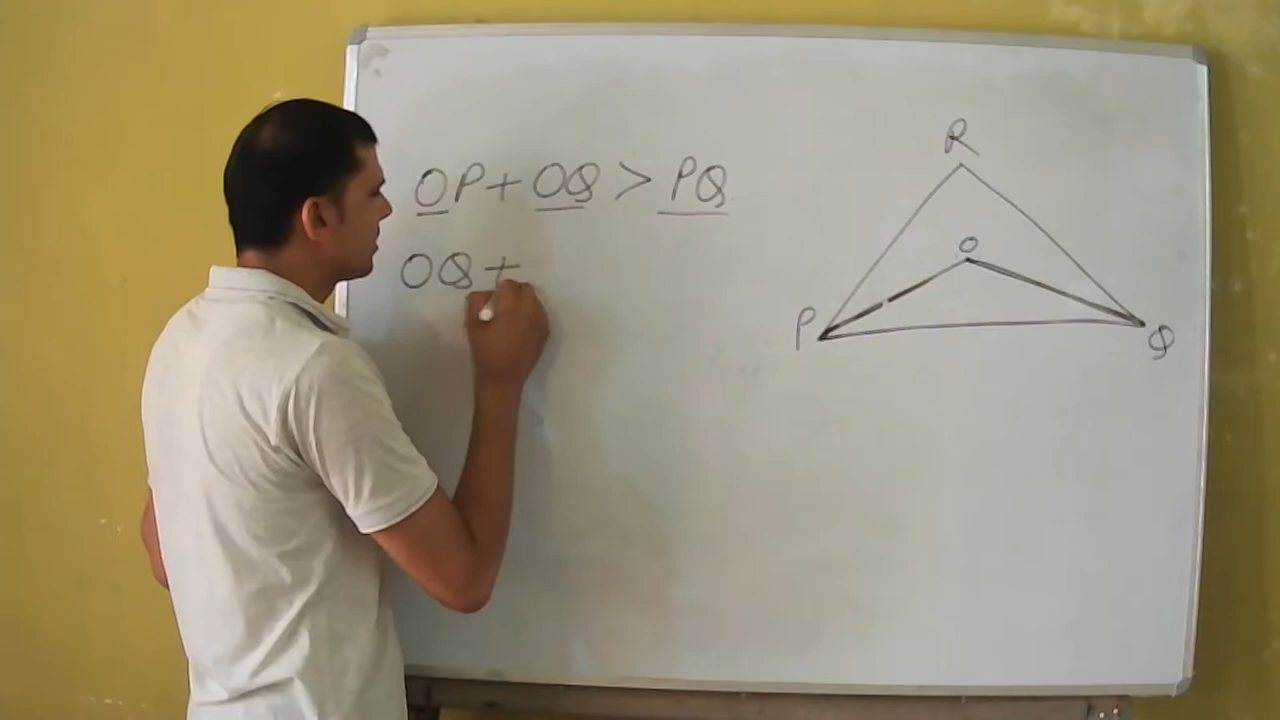 OP + OQ > PQ
OQ +
R
O
P
Q